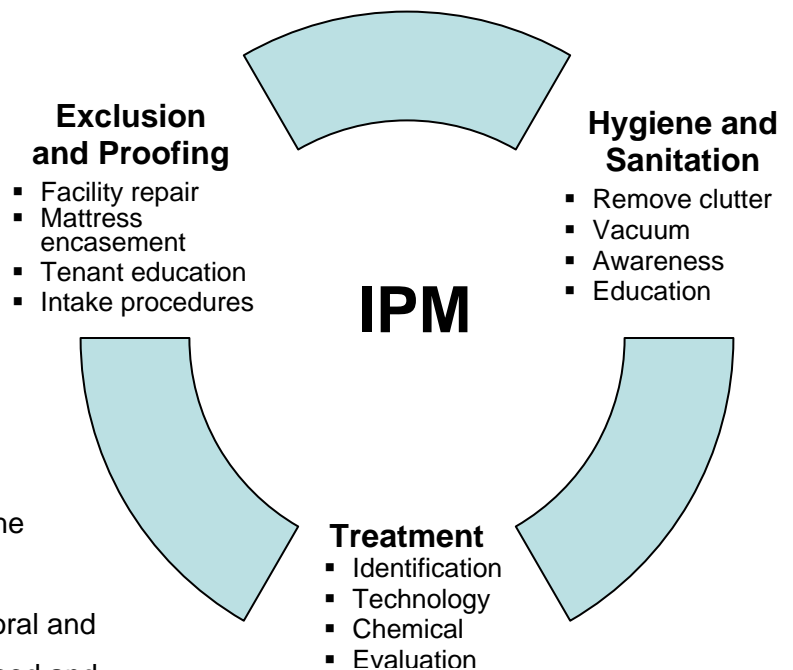 Exclusion
and Proofing
▪ Facility repair
▪ Mattress
encasement
▪ Tenant education
▪ Intake procedures
Hygiene and
Sanitation
▪ Remove clutter
▪ Vacuum
▪ Awareness
▪ Education
IPM
Treatment
▪ Identification
▪ Technology
▪ Chemical
▪ Evaluation
and